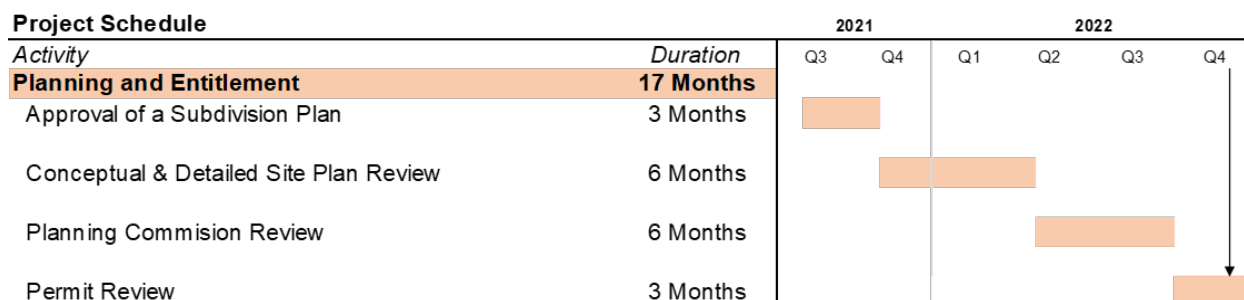 Project Schedule 2021 2022
Activity Duration Q3 Q4 Q1 Q2 Q3 Q4
Planning and Entitlement 17 Months
Approval of a Subdivision Plan 3 Months
Conceptual & Detailed Site Plan Review 6 Months
Planning Commision Review 6 Months
Permit Review 3 Months